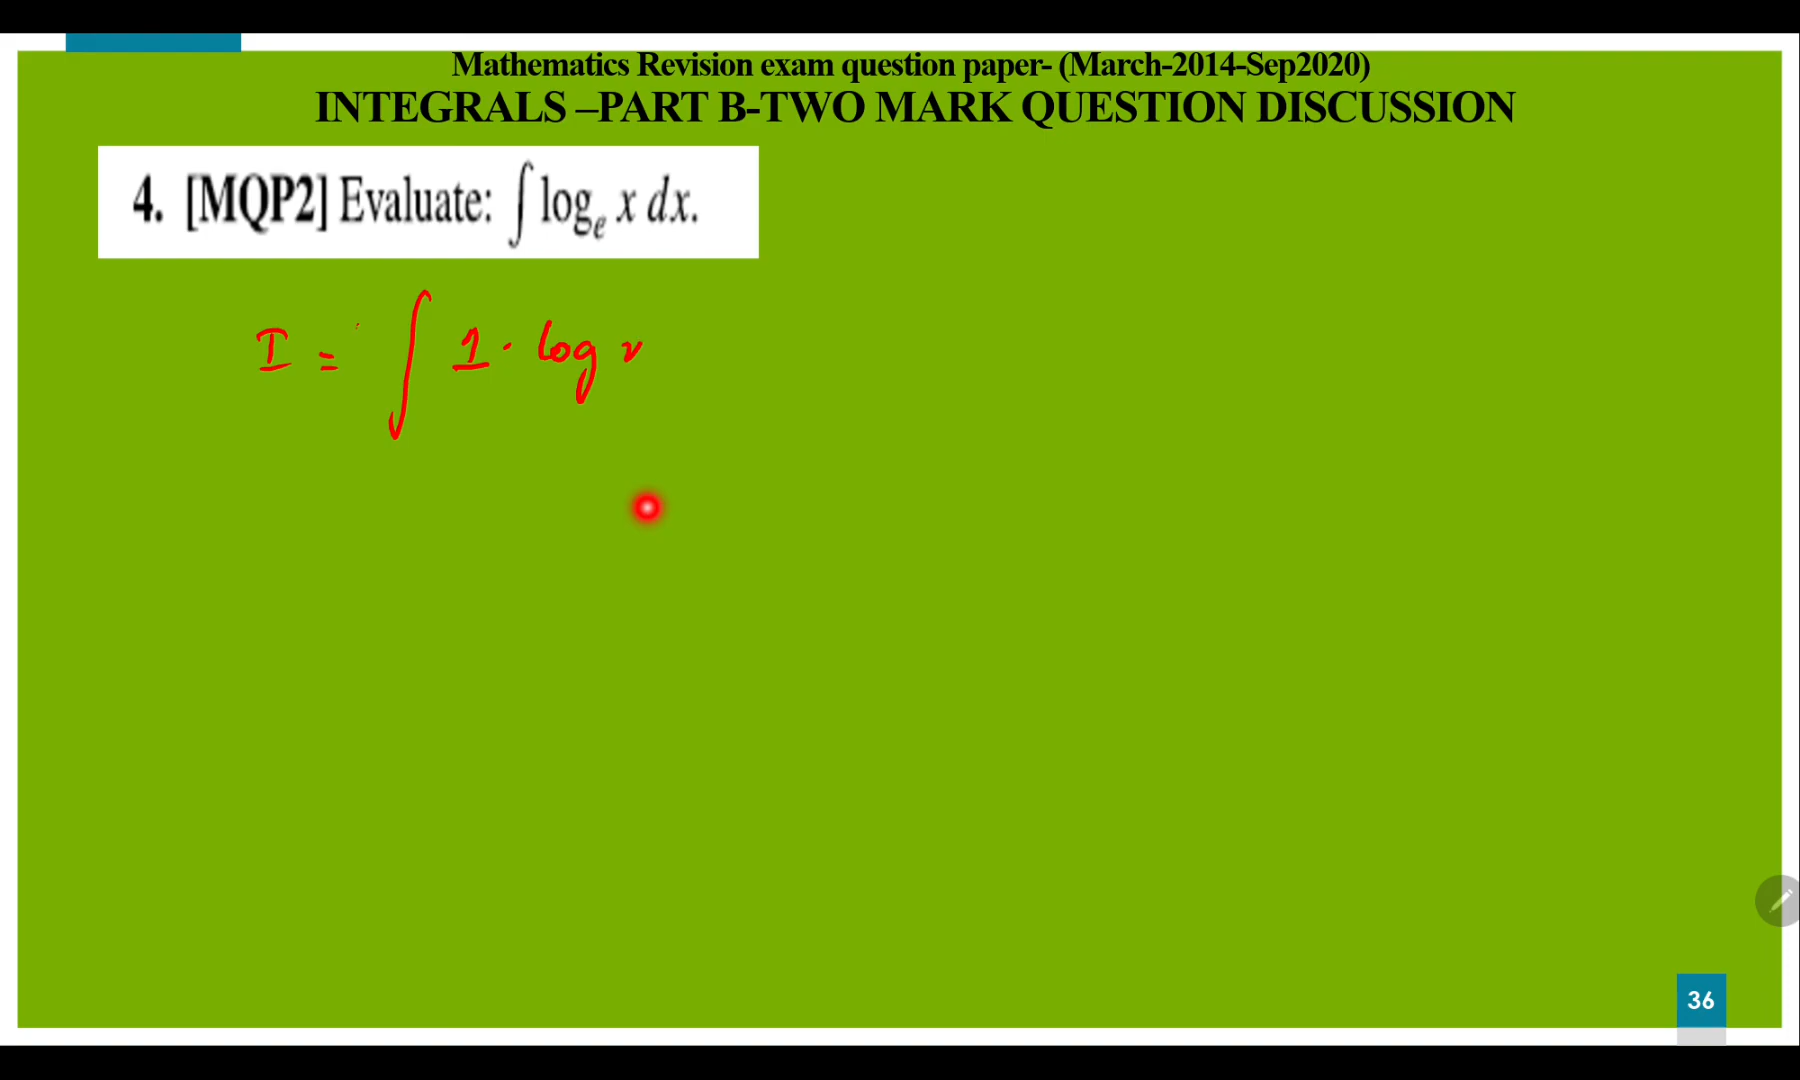 Mathematics Revision exam question paper- (March-2014-Sep2020)
INTEGRALS –PART B-TWO MARK QUESTION DISCUSSION
4. [MQP2] Evaluate: ∫ logₑ x dx.
I = ∫ 1 · log x
36